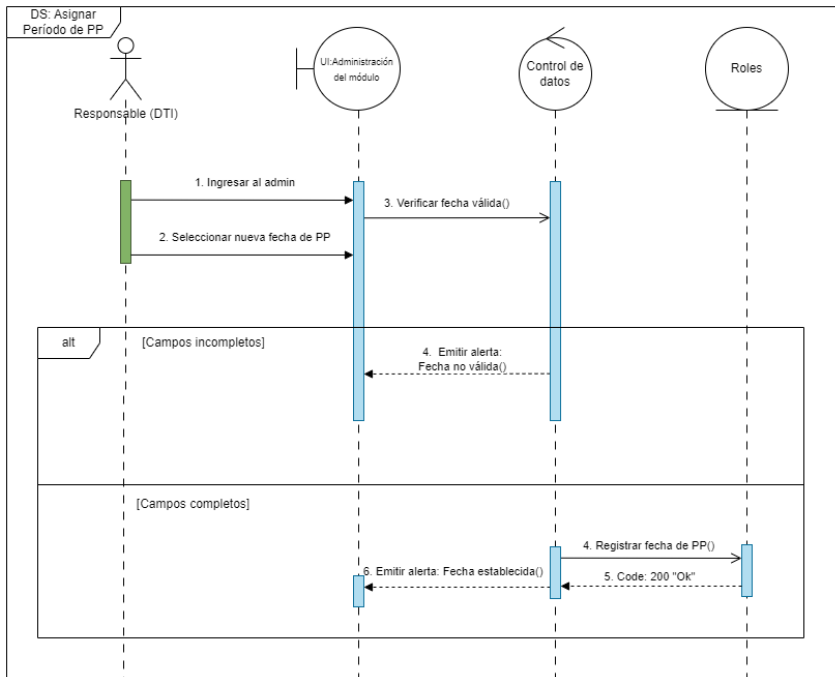 DS: Asignar
Período de PP
UI:Administración
del módulo
Control de
datos
Roles
Responsable (DTI)
1. Ingresar al admin
3. Verificar fecha válida()
2. Seleccionar nueva fecha de PP
alt
[Campos incompletos]
4. Emitir alerta:
Fecha no válida()
[Campos completos]
4. Registrar fecha de PP()
6. Emitir alerta: Fecha establecida()
5. Code: 200 "Ok"